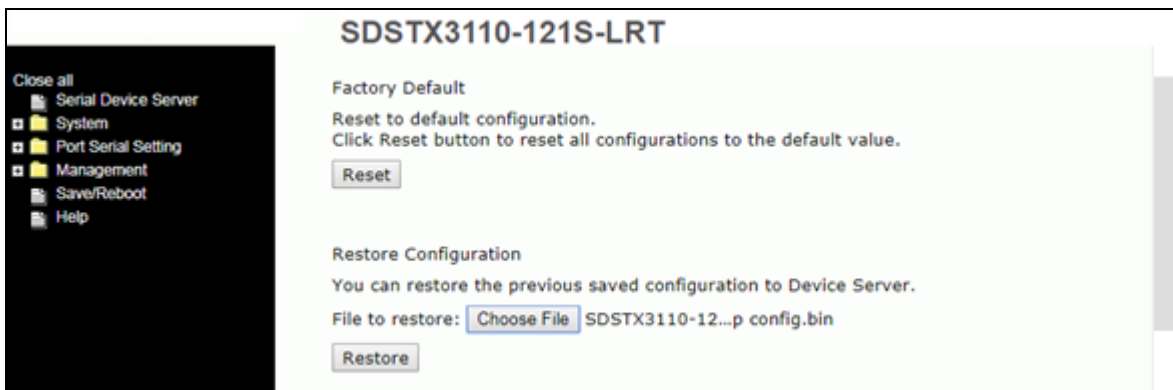 SDSTX3110-121S-LRT
Close all
Serial Device Server
System
Port Serial Setting
Management
Save/Reboot
Help
Factory Default
Reset to default configuration.
Click Reset button to reset all configurations to the default value.
Reset
Restore Configuration
You can restore the previous saved configuration to Device Server.
File to restore: Choose File SDSTX3110-12...p config.bin
Restore